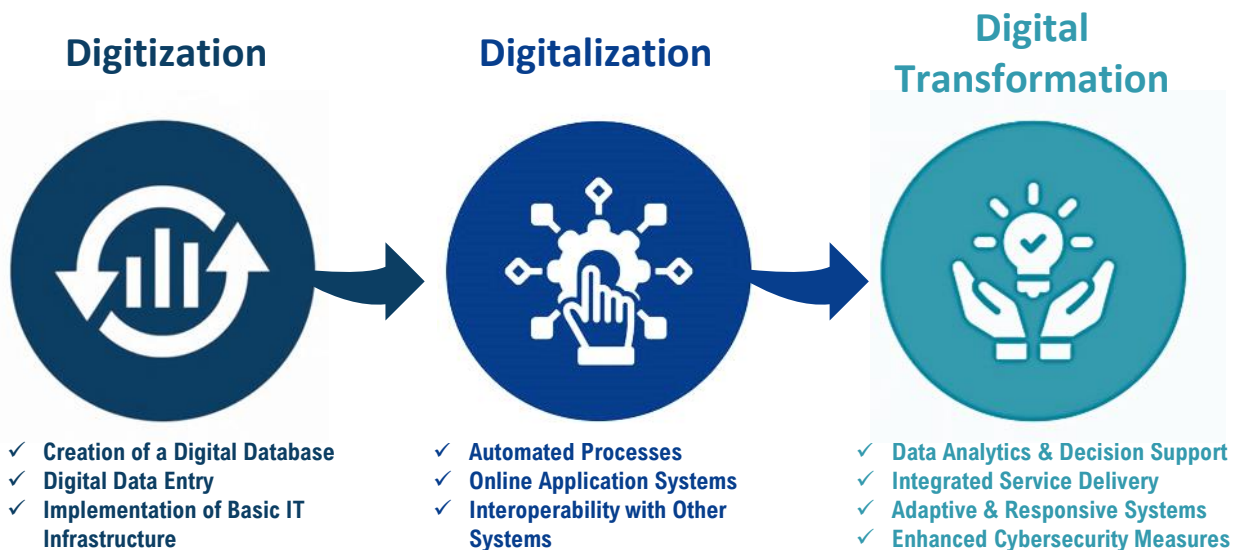 Digitization
✓ Creation of a Digital Database
✓ Digital Data Entry
✓ Implementation of Basic IT
Infrastructure
Digitalization
✓ Automated Processes
✓ Online Application Systems
✓ Interoperability with Other
Systems
Digital
Transformation
✓ Data Analytics & Decision Support
✓ Integrated Service Delivery
✓ Adaptive & Responsive Systems
✓ Enhanced Cybersecurity Measures